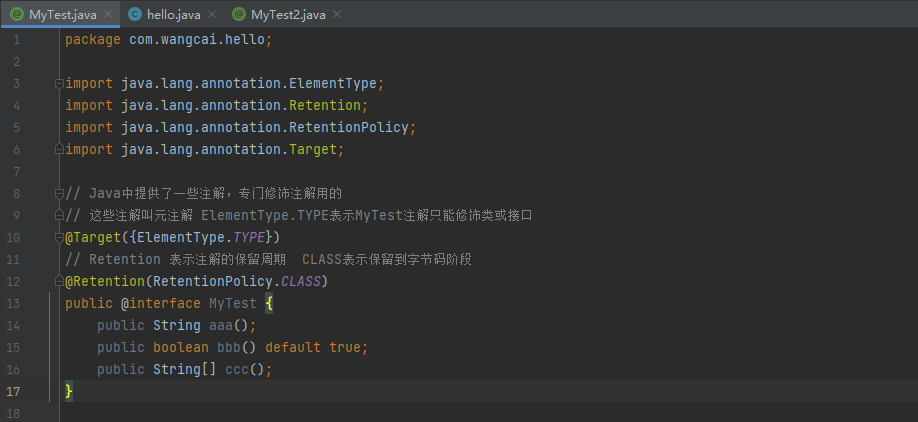 MyTest.java hello.java MyTest2.java
1 package com.wangcai.hello;
2
3 import java.lang.annotation.ElementType;
4 import java.lang.annotation.Retention;
5 import java.lang.annotation.RetentionPolicy;
6 import java.lang.annotation.Target;
7
8 // Java中提供了一些注解，专门修饰注解用的
9 // 这些注解叫元注解 ElementType.TYPE表示MyTest注解只能修饰类或接口
10 @Target({ElementType.TYPE})
11 // Retention 表示注解的保留周期  CLASS表示保留到字节码阶段
12 @Retention(RetentionPolicy.CLASS)
13 public @interface MyTest {
14     public String aaa();
15     public boolean bbb() default true;
16     public String[] ccc();
17 }
18